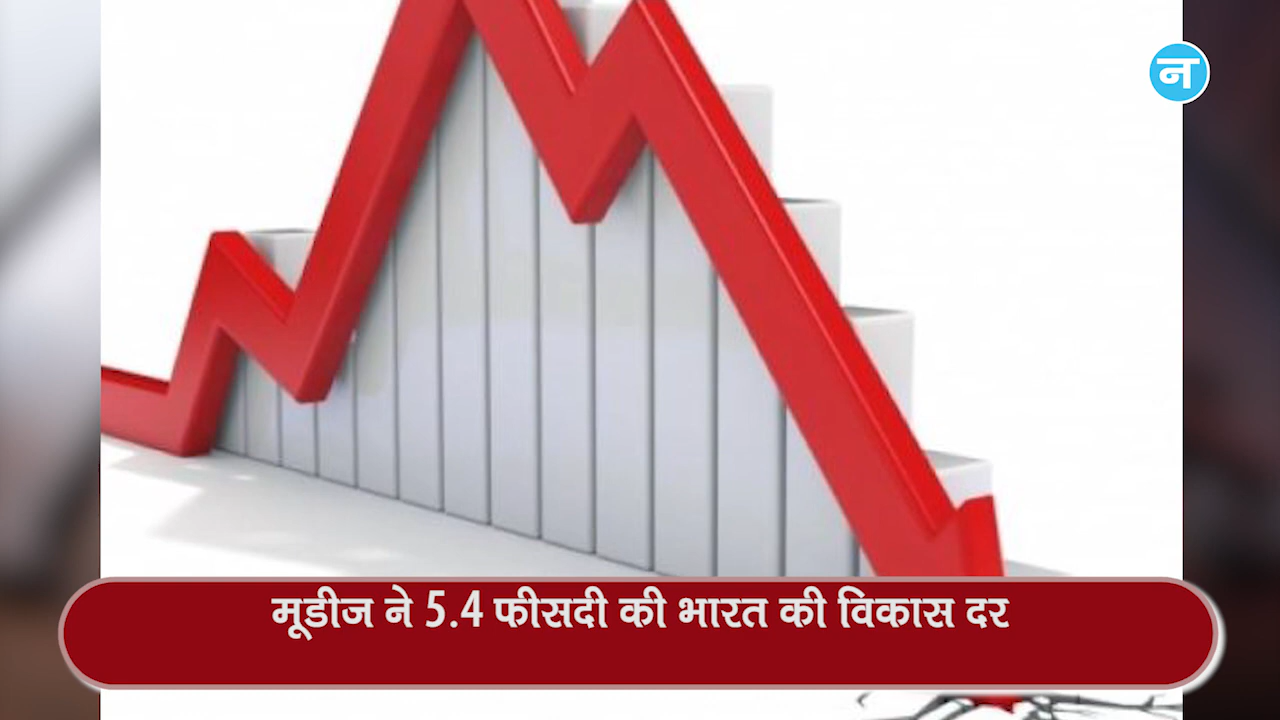 न
मूडीज ने 5.4 फीसदी की भारत की विकास दर